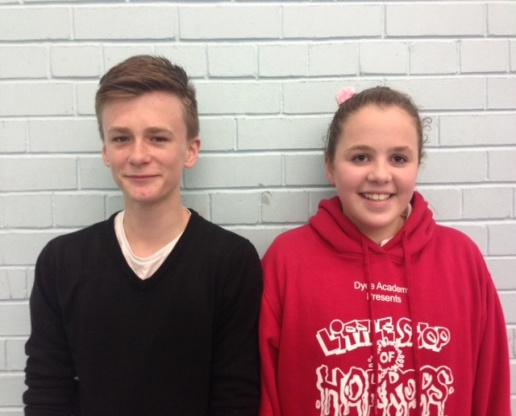 Dyce Academy
Presents
LITTLE SHOP
OF
HORRORS